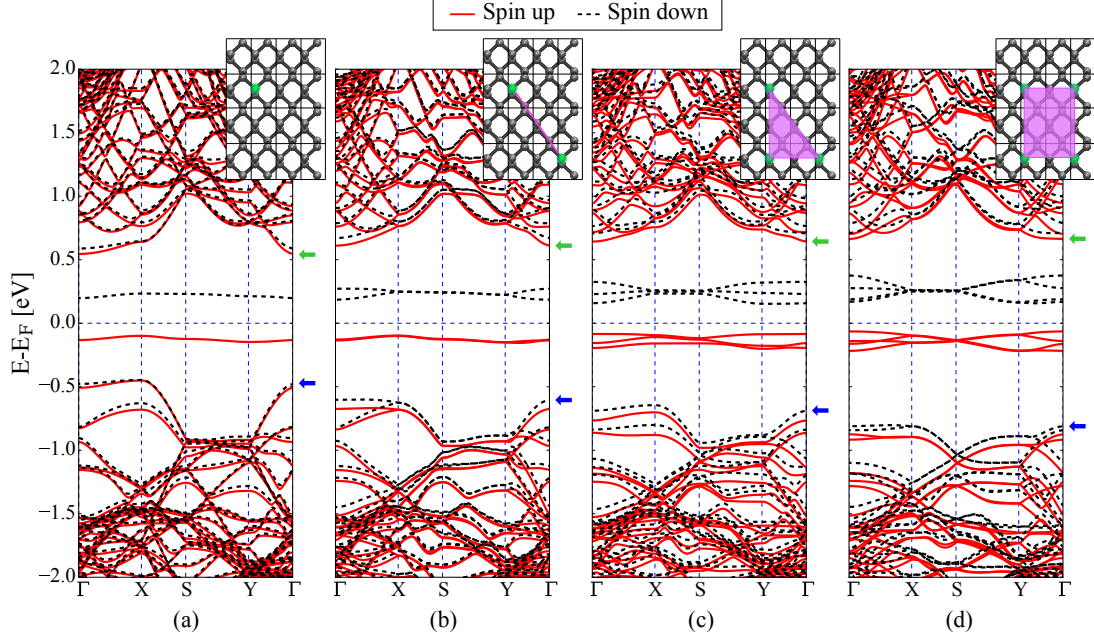 Spin up Spin down
E-E_F [eV]
2.0
1.5
1.0
0.5
0.0
−0.5
−1.0
−1.5
−2.0
Γ X S Y Γ Γ X S Y Γ Γ X S Y Γ Γ X S Y Γ
(a) (b) (c) (d)